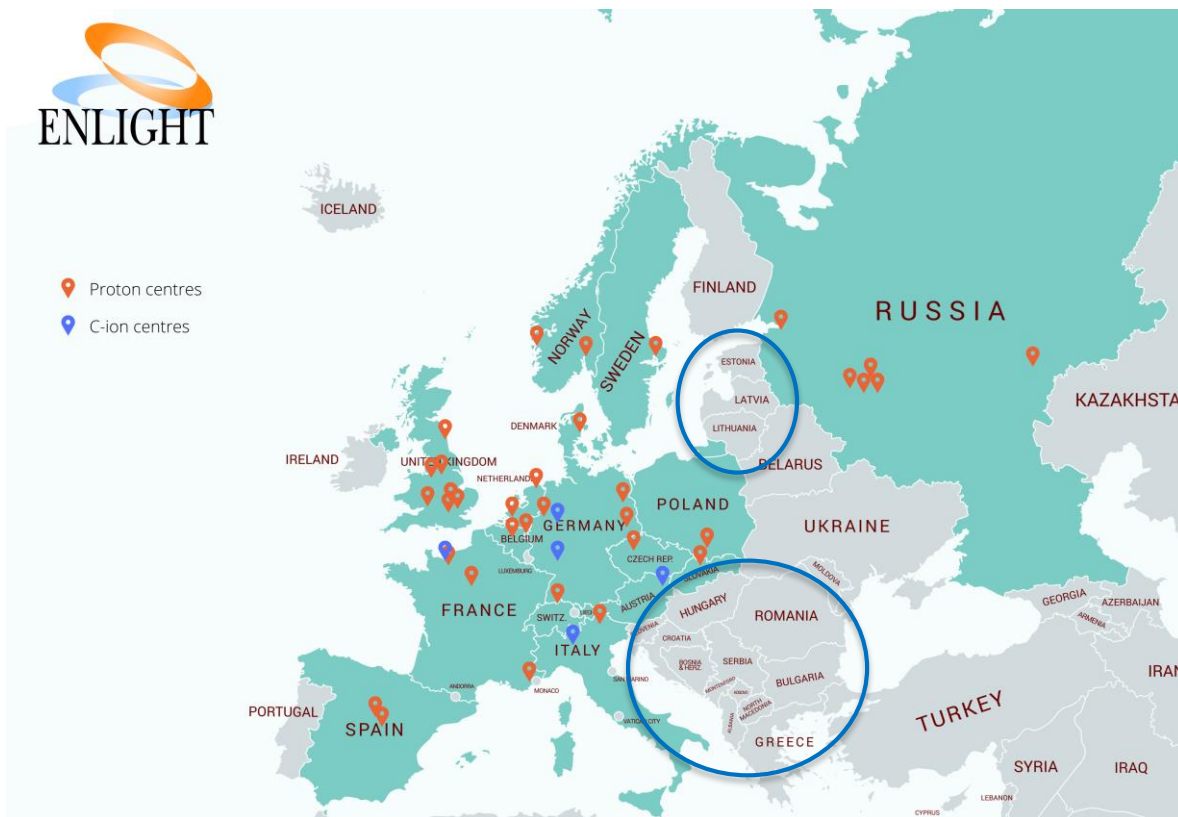 ENLIGHT
ICELAND
Proton centres
C-ion centres
FINLAND
RUSSIA
NORWAY
SWEDEN
ESTONIA
LATVIA
LITHUANIA
KAZAKHSTA
DENMARK
IRELAND
UNITED KINGDOM
NETHERLAND
BELARUS
POLAND
GERMANY
BELGIUM
UKRAINE
LUXEMBURG
CZECH REP.
SLOVAKIA
MOLDOVA
FRANCE
SWITZ.
AUSTRIA
HUNGARY
ROMANIA
GEORGIA
AZERBAIJAN
ARMENIA
SLOVENIA
CROATIA
ITALY
BOSNIA
& HERZ.
SERBIA
BULGARIA
IRAN
SAN MARINO
MONTENEGRO
KOSOVO
NORTH
MACEDONIA
ANDORRA
MONACO
PORTUGAL
SPAIN
VATICAN CITY
ALBANIA
GREECE
TURKEY
SYRIA
IRAQ
LEBANON
CYPRUS